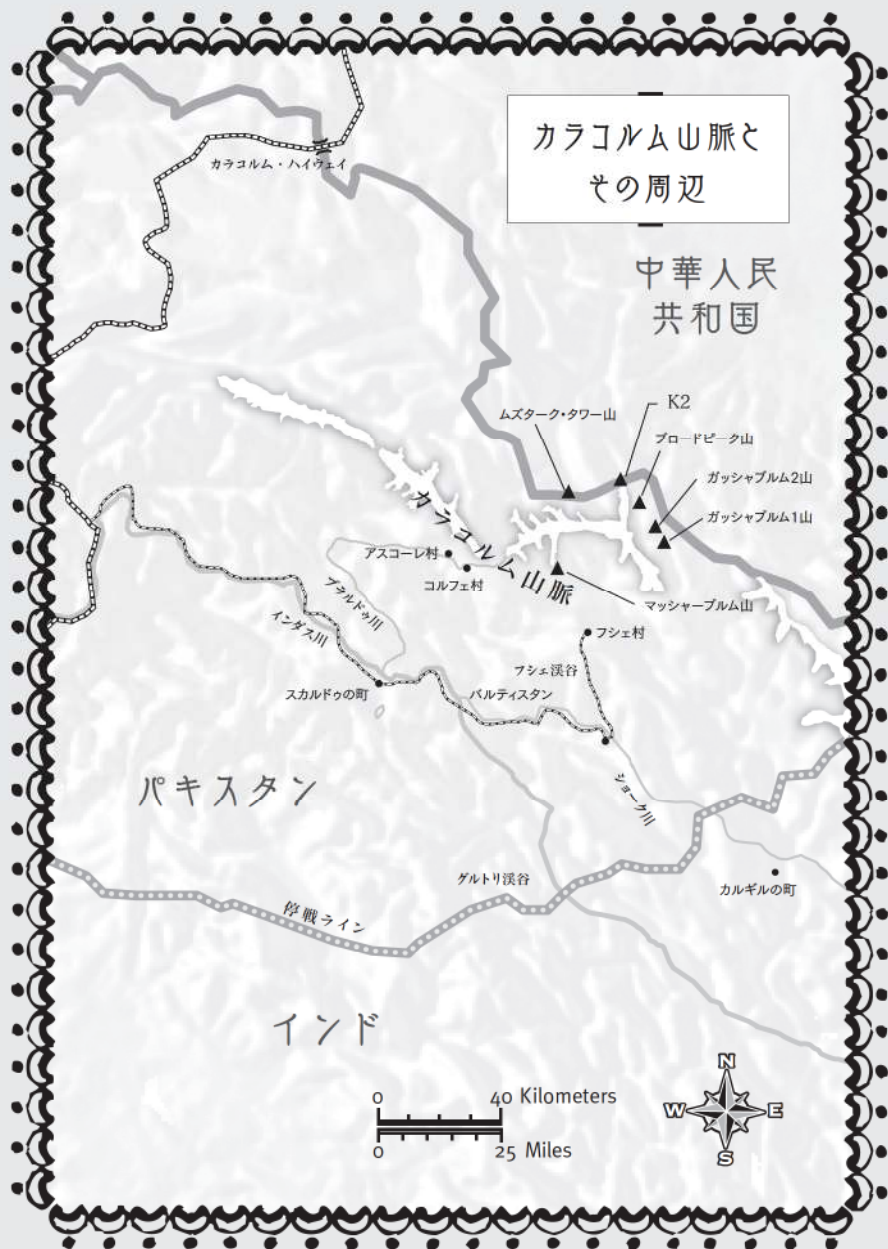 カラコルム山脈と
その周辺
カラコルム・ハイウェイ
中華人民
共和国
K2
ムズターク・タワー山
ブロードピーク山
ガッシャブルム2山
ガッシャブルム1山
カラコルム山脈
アスコーレ村
コルフェ村
マッシャーブルム山
ブラルドゥ川
インダス川
フシェ村
フシェ渓谷
スカルドゥの町
バルティスタン
パキスタン
ショーク川
グルトリ渓谷
カルギルの町
停戦ライン
インド
N
W E
S
0 40 Kilometers
0 25 Miles